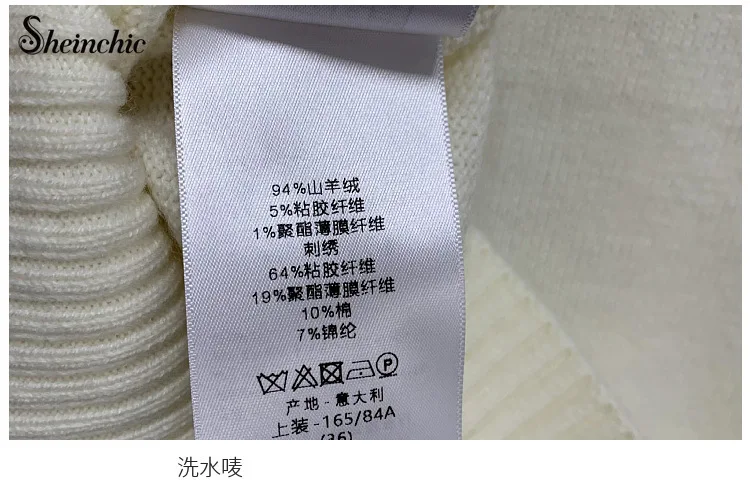 Sheinchic
94%山羊绒
5%粘胶纤维
1%聚酯薄膜纤维
刺绣
64%粘胶纤维
19%聚酯薄膜纤维
10%棉
7%锦纶
P
产地-意大利
上装-165/84A
(36)
洗水唛